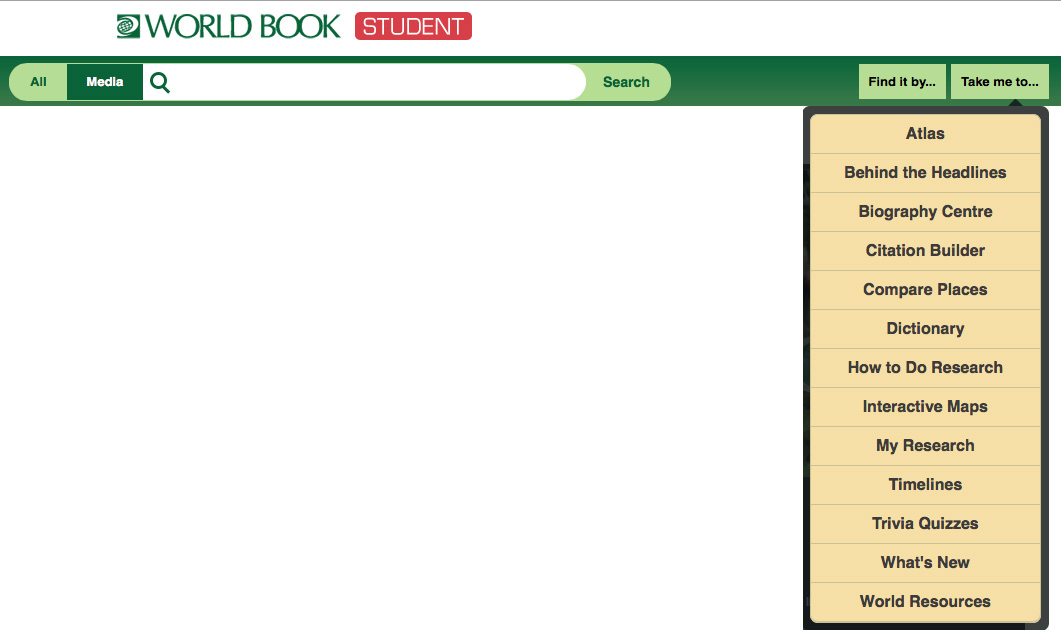 WORLD BOOK STUDENT
All Media Search Find it by... Take me to...
Atlas
Behind the Headlines
Biography Centre
Citation Builder
Compare Places
Dictionary
How to Do Research
Interactive Maps
My Research
Timelines
Trivia Quizzes
What's New
World Resources